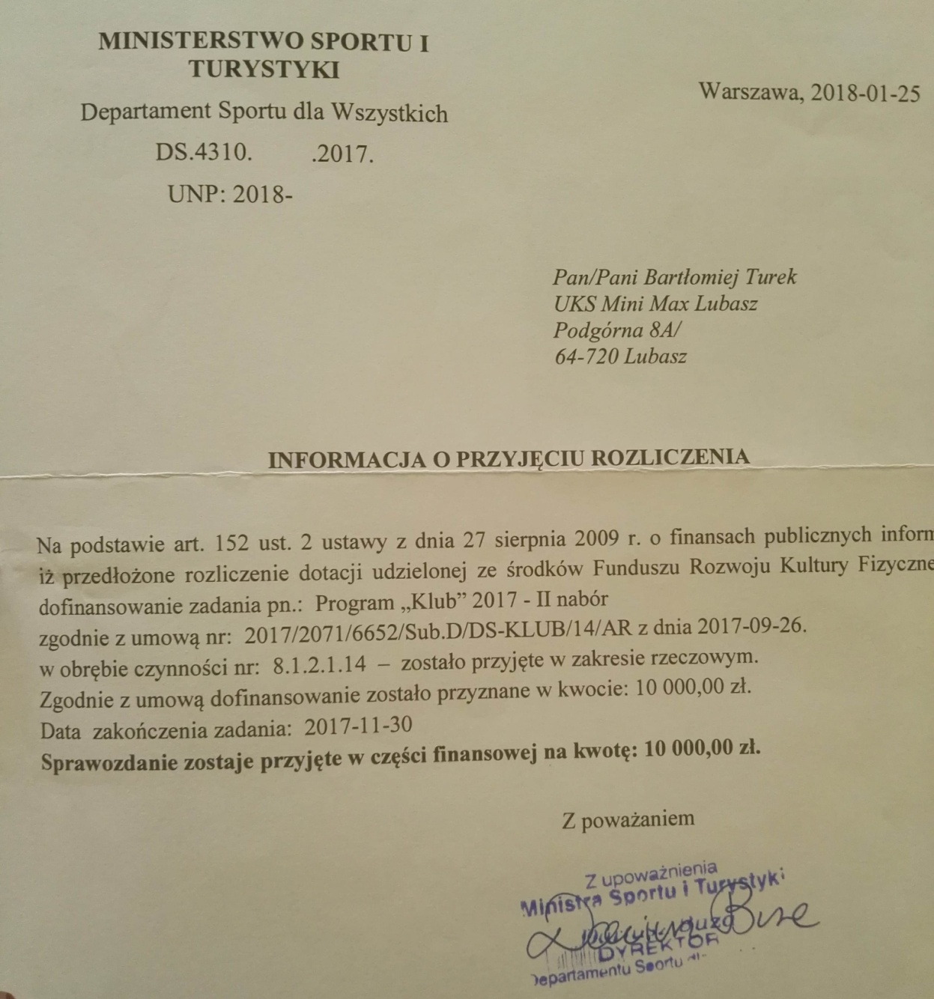 MINISTERSTWO SPORTU I
TURYSTYKI
Departament Sportu dla Wszystkich
DS.4310. .2017.
UNP: 2018-
Warszawa, 2018-01-25
Pan/Pani Bartłomiej Turek
UKS Mini Max Lubasz
Podgórna 8A/
64-720 Lubasz
INFORMACJA O PRZYJĘCIU ROZLICZENIA
Na podstawie art. 152 ust. 2 ustawy z dnia 27 sierpnia 2009 r. o finansach publicznych inform
iż przedłożone rozliczenie dotacji udzielonej ze środków Funduszu Rozwoju Kultury Fizyczne
dofinansowanie zadania pn.: Program „Klub” 2017 - II nabór
zgodnie z umową nr: 2017/2071/6652/Sub.D/DS-KLUB/14/AR z dnia 2017-09-26.
w obrębie czynności nr: 8.1.2.1.14 – zostało przyjęte w zakresie rzeczowym.
Zgodnie z umową dofinansowanie zostało przyznane w kwocie: 10 000,00 zł.
Data zakończenia zadania: 2017-11-30
Sprawozdanie zostaje przyjęte w części finansowej na kwotę: 10 000,00 zł.
Z poważaniem
Z upoważnienia
Ministra Sportu i Turystyki
DYREKTOR
Departamentu Sportu